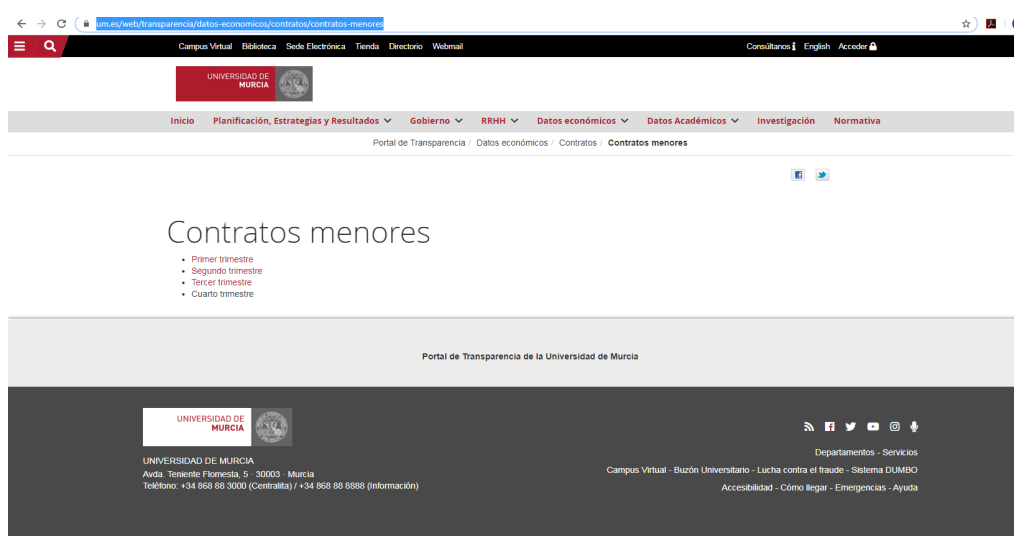 um.es/web/transparencia/datos-economicos/contratos/contratos-menores
Campus Virtual Biblioteca Sede Electrónica Tienda Directorio Webmail Consúltanos English Acceder
UNIVERSIDAD DE
MURCIA
Inicio Planificación, Estrategias y Resultados Gobierno RRHH Datos económicos Datos Académicos Investigación Normativa
Portal de Transparencia / Datos económicos / Contratos / Contratos menores
Contratos menores
• Primer trimestre
• Segundo trimestre
• Tercer trimestre
• Cuarto trimestre
Portal de Transparencia de la Universidad de Murcia
UNIVERSIDAD DE
MURCIA
UNIVERSIDAD DE MURCIA
Avda. Teniente Flomesta, 5 - 30003 - Murcia
Teléfono: +34 868 88 3000 (Centralita) / +34 868 88 8888 (Información)
Departamentos - Servicios
Campus Virtual - Buzón Universitario - Lucha contra el fraude - Sistema DUMBO
Accesibilidad - Cómo llegar - Emergencias - Ayuda